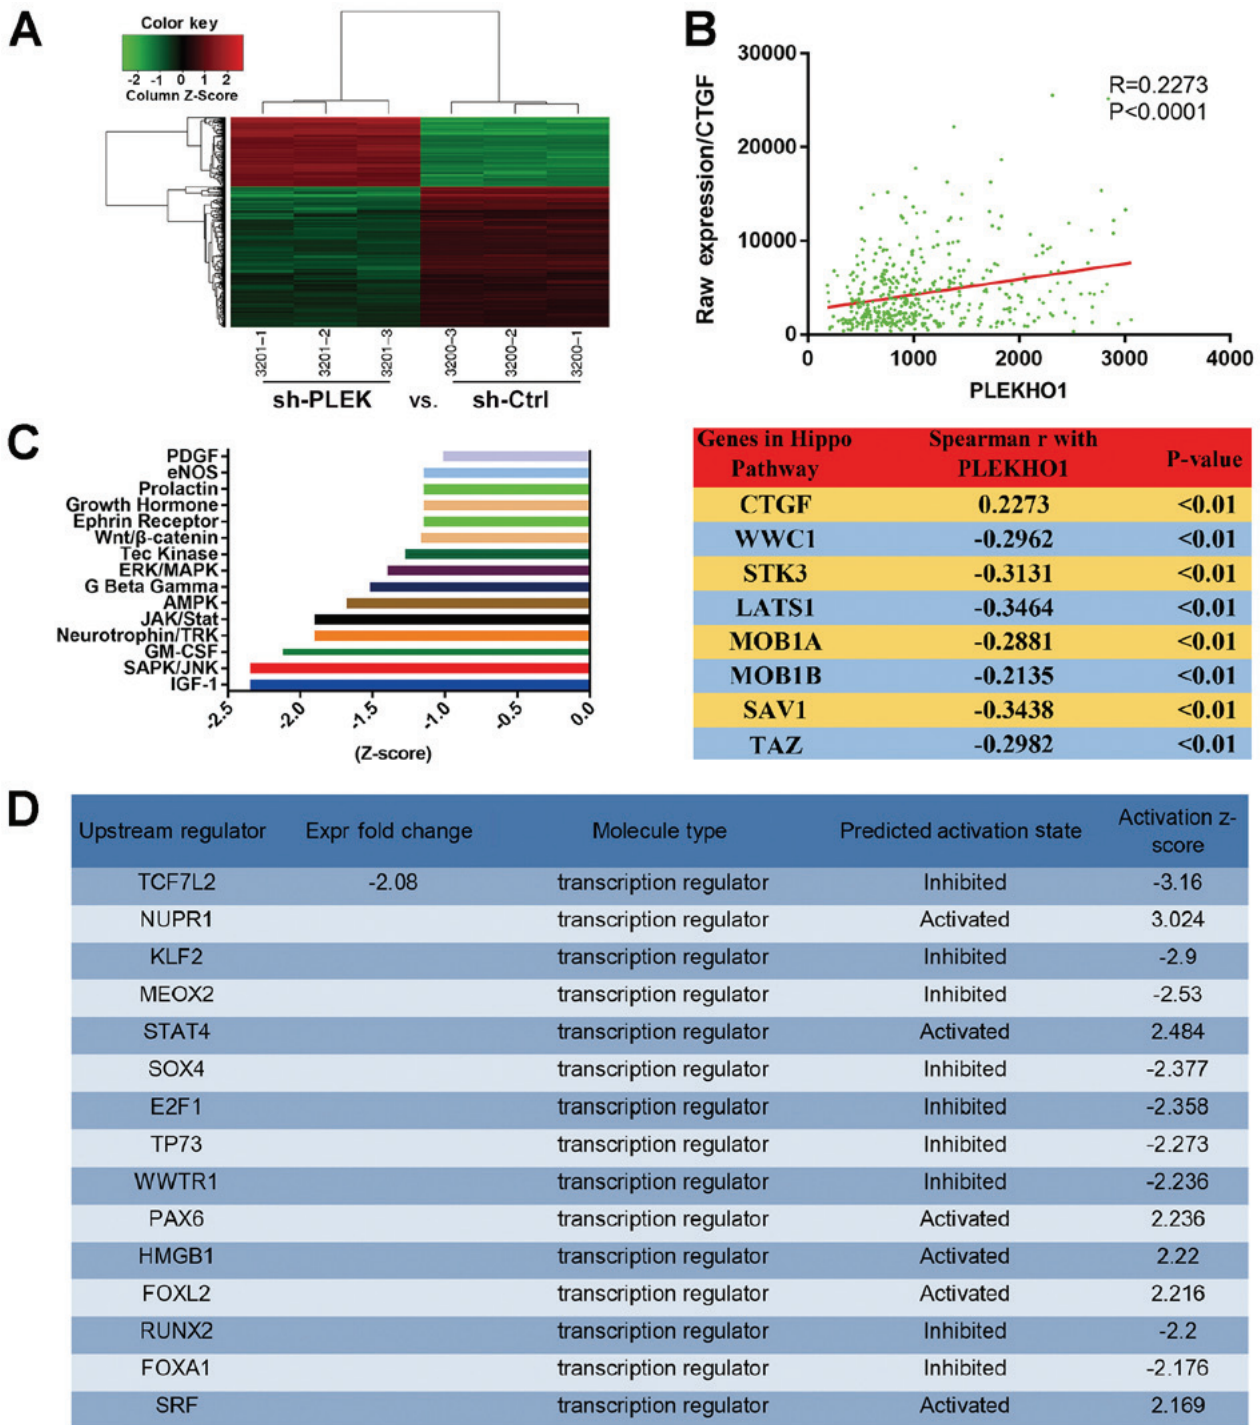 A
Color key
-2 -1 0 1 2
Column Z-Score
3201-1
3201-2
3201-3
3200-3
3200-2
3200-1
sh-PLEK vs. sh-Ctrl
B
Raw expression/CTGF
30000
20000
10000
0
R=0.2273
P<0.0001
0 1000 2000 3000 4000
PLEKHO1
Genes in Hippo Pathway Spearman r with PLEKHO1 P-value
CTGF 0.2273 <0.01
WWC1 -0.2962 <0.01
STK3 -0.3131 <0.01
LATS1 -0.3464 <0.01
MOB1A -0.2881 <0.01
MOB1B -0.2135 <0.01
SAV1 -0.3438 <0.01
TAZ -0.2982 <0.01
C
PDGF
eNOS
Prolactin
Growth Hormone
Ephrin Receptor
Wnt/β-catenin
Tec Kinase
ERK/MAPK
G Beta Gamma
AMPK
JAK/Stat
Neurotrophin/TRK
GM-CSF
SAPK/JNK
IGF-1
-2.5 -2.0 -1.5 -1.0 -0.5 0.0
(Z-score)
D
Upstream regulator Expr fold change Molecule type Predicted activation state Activation z-score
TCF7L2 -2.08 transcription regulator Inhibited -3.16
NUPR1 transcription regulator Activated 3.024
KLF2 transcription regulator Inhibited -2.9
MEOX2 transcription regulator Inhibited -2.53
STAT4 transcription regulator Activated 2.484
SOX4 transcription regulator Inhibited -2.377
E2F1 transcription regulator Inhibited -2.358
TP73 transcription regulator Inhibited -2.273
WWTR1 transcription regulator Inhibited -2.236
PAX6 transcription regulator Activated 2.236
HMGB1 transcription regulator Activated 2.22
FOXL2 transcription regulator Activated 2.216
RUNX2 transcription regulator Inhibited -2.2
FOXA1 transcription regulator Inhibited -2.176
SRF transcription regulator Activated 2.169